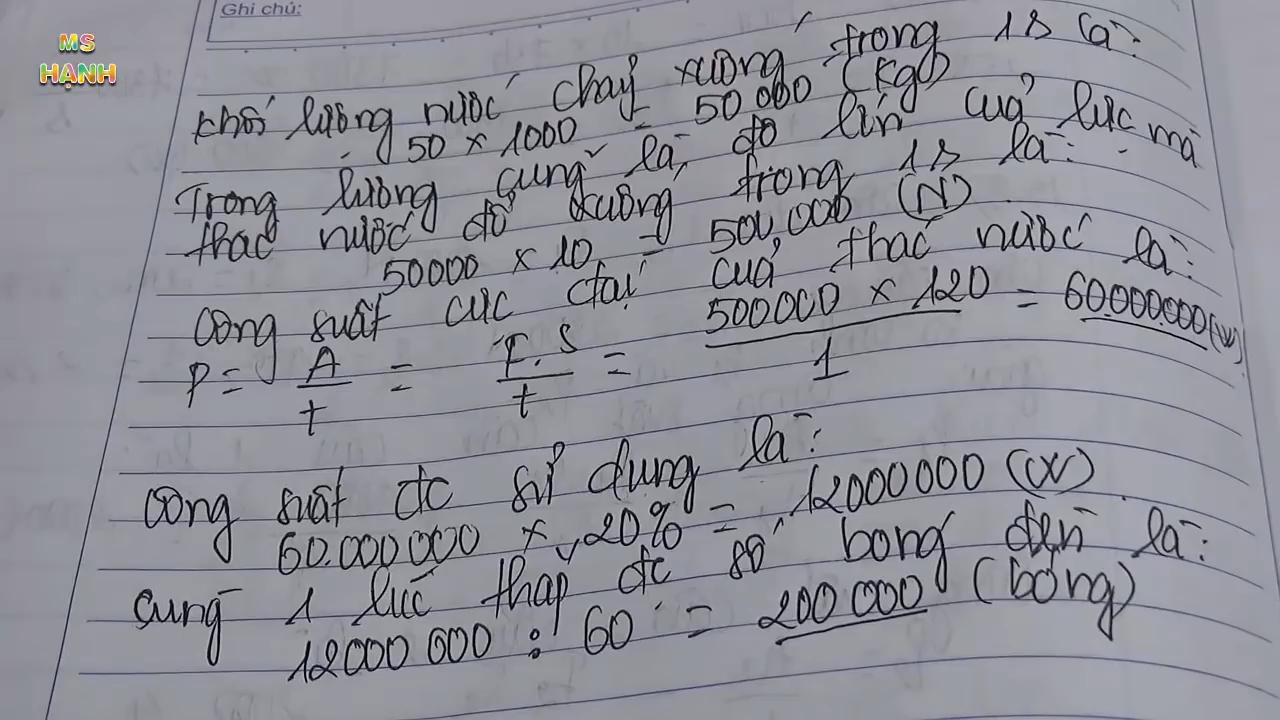 Ghi chú:
MS
HẠNH
khối lượng nước chảy xuống trong 1s là:
50 x 1000 = 50 000 (kg)
Trọng lượng cũng là độ lớn của lực mà
thác nước đổ xuống trong 1s là:
50000 x 10 = 500,000 (N)
công suất cực đại của thác nước là:
P = A/t = F.s/t = 500000 x 120/1 = 60.000.000 (W)
công suất đc sử dụng là:
60.000 000 x 20% = 12000000 (W)
cùng 1 lúc thắp đc số bóng đèn là:
12000 000 : 60 = 200 000 (bóng)